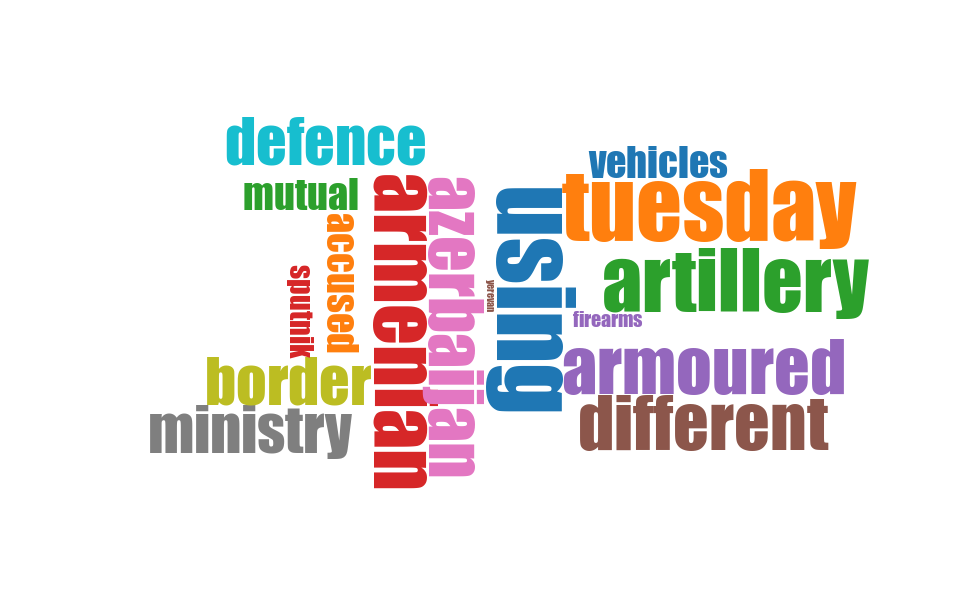 defence
vehicles
mutual
tuesday
armenian
azerbaijan
using
accused
artillery
sputnik
yerevan
firearms
armoured
border
different
ministry